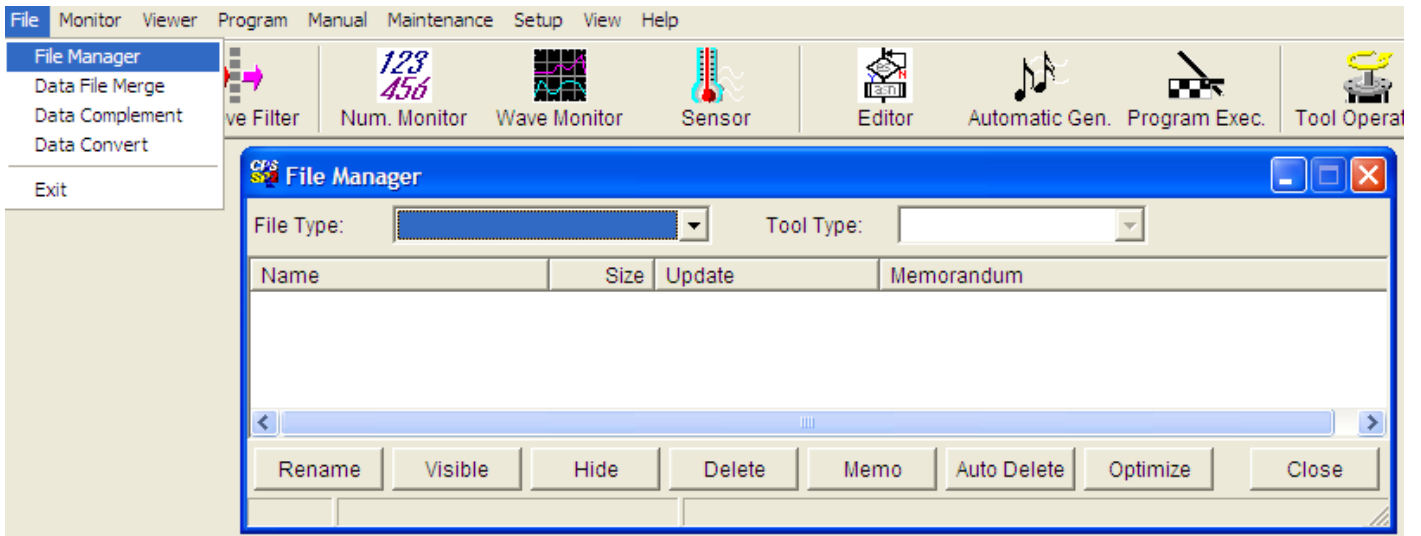 File Monitor Viewer Program Manual Maintenance Setup View Help
File Manager
Data File Merge
Data Complement
Data Convert
Exit
ve Filter
123
456
Num. Monitor Wave Monitor Sensor Editor Automatic Gen. Program Exec. Tool Operat
File Manager
File Type: Tool Type:
Name Size Update Memorandum
Rename Visible Hide Delete Memo Auto Delete Optimize Close